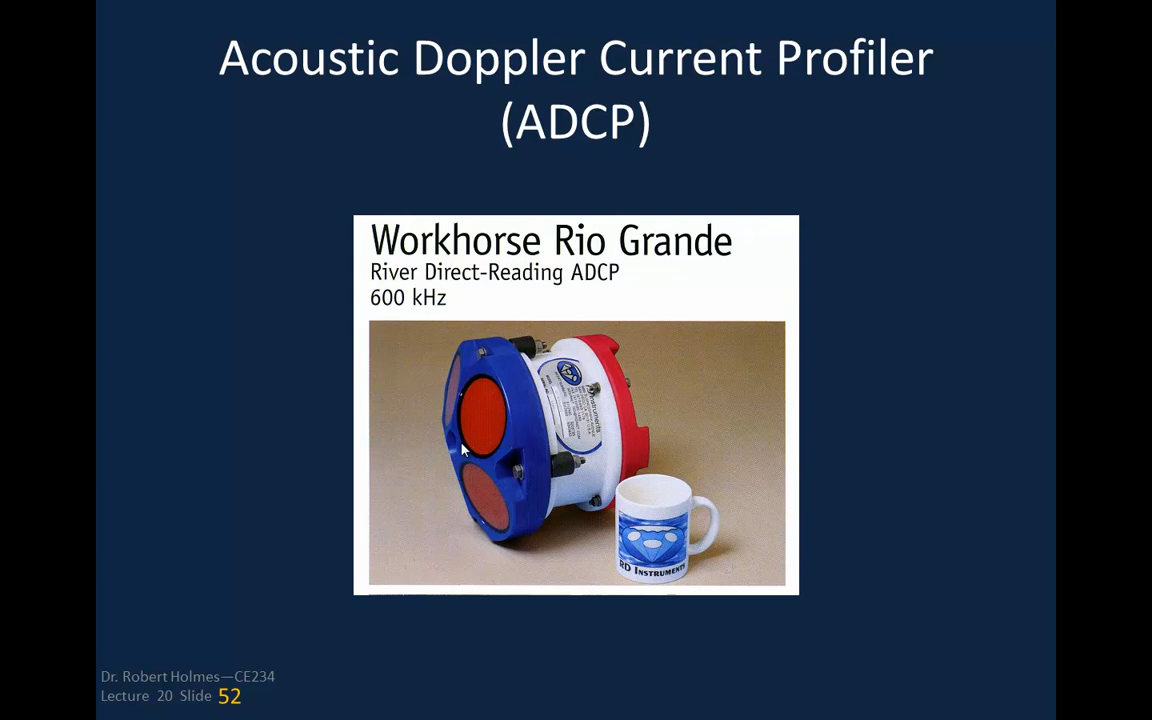 Acoustic Doppler Current Profiler
(ADCP)
Workhorse Rio Grande
River Direct-Reading ADCP
600 kHz
RD INSTRUMENTS
Dr. Robert Holmes—CE234
Lecture 20 Slide 52